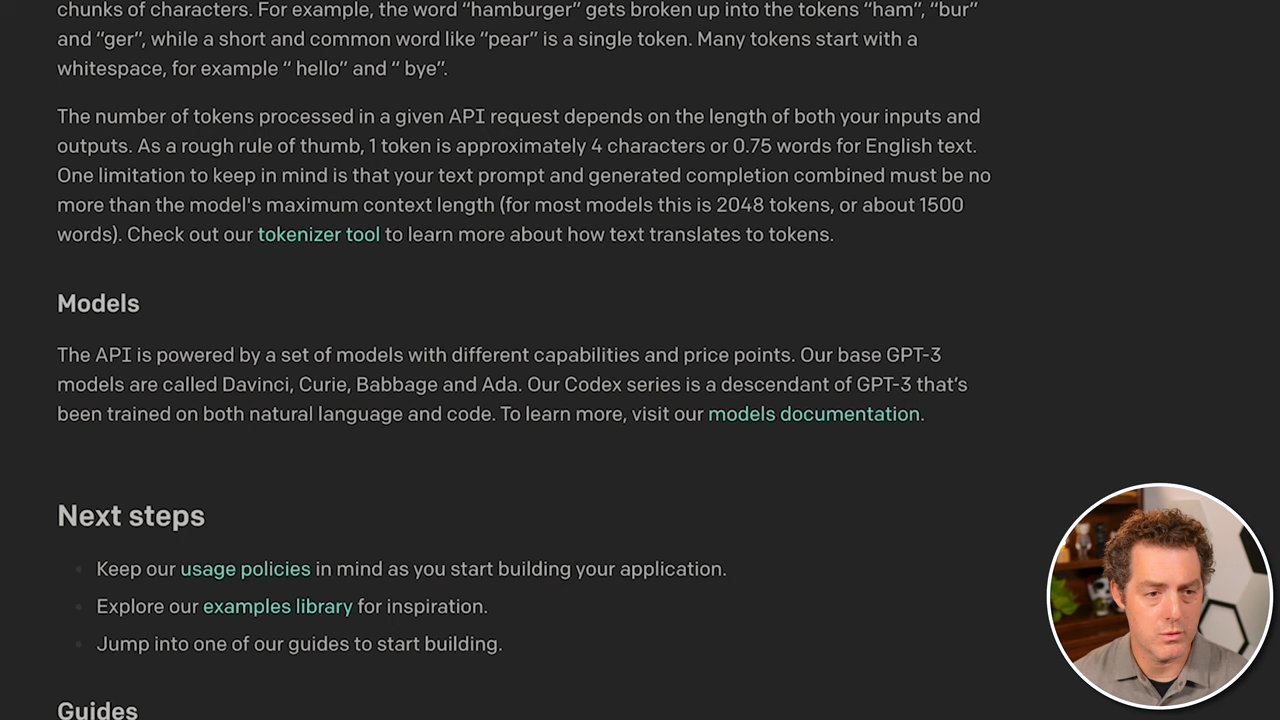 chunks of characters. For example, the word “hamburger” gets broken up into the tokens “ham”, “bur”
and “ger”, while a short and common word like “pear” is a single token. Many tokens start with a
whitespace, for example “ hello” and “ bye”.
The number of tokens processed in a given API request depends on the length of both your inputs and
outputs. As a rough rule of thumb, 1 token is approximately 4 characters or 0.75 words for English text.
One limitation to keep in mind is that your text prompt and generated completion combined must be no
more than the model's maximum context length (for most models this is 2048 tokens, or about 1500
words). Check out our tokenizer tool to learn more about how text translates to tokens.
Models
The API is powered by a set of models with different capabilities and price points. Our base GPT-3
models are called Davinci, Curie, Babbage and Ada. Our Codex series is a descendant of GPT-3 that’s
been trained on both natural language and code. To learn more, visit our models documentation.
Next steps
Keep our usage policies in mind as you start building your application.
Explore our examples library for inspiration.
Jump into one of our guides to start building.
Guides